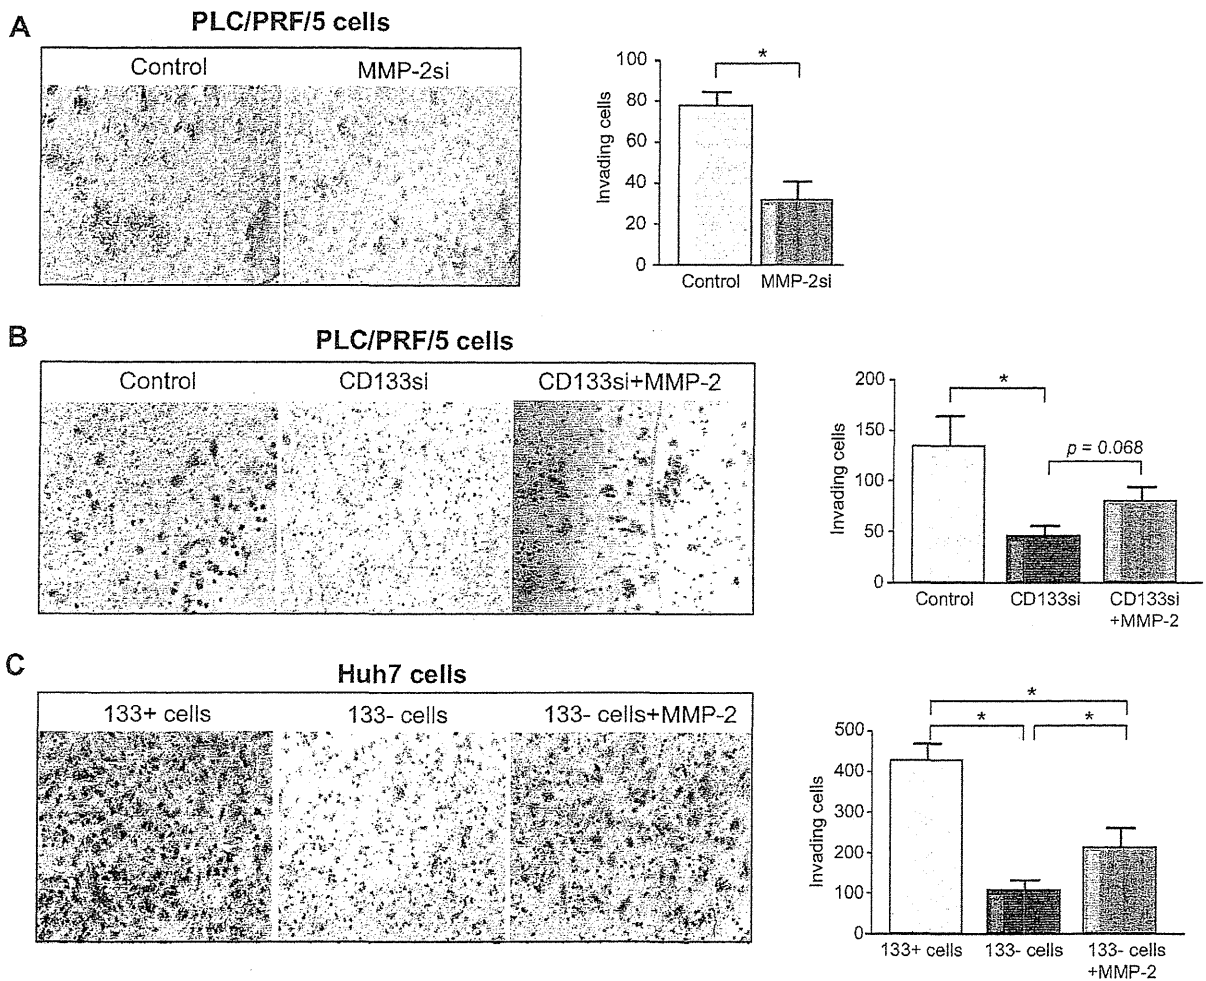 A
PLC/PRF/5 cells
Control MMP-2si
100
80
60
40
20
0
Invading cells
*
Control MMP-2si
B
PLC/PRF/5 cells
Control CD133si CD133si+MMP-2
200
150
100
50
0
Invading cells
*
p = 0.068
Control CD133si CD133si
+MMP-2
C
Huh7 cells
133+ cells 133- cells 133- cells+MMP-2
500
400
300
200
100
0
Invading cells
*
* *
133+ cells 133- cells 133- cells
+MMP-2